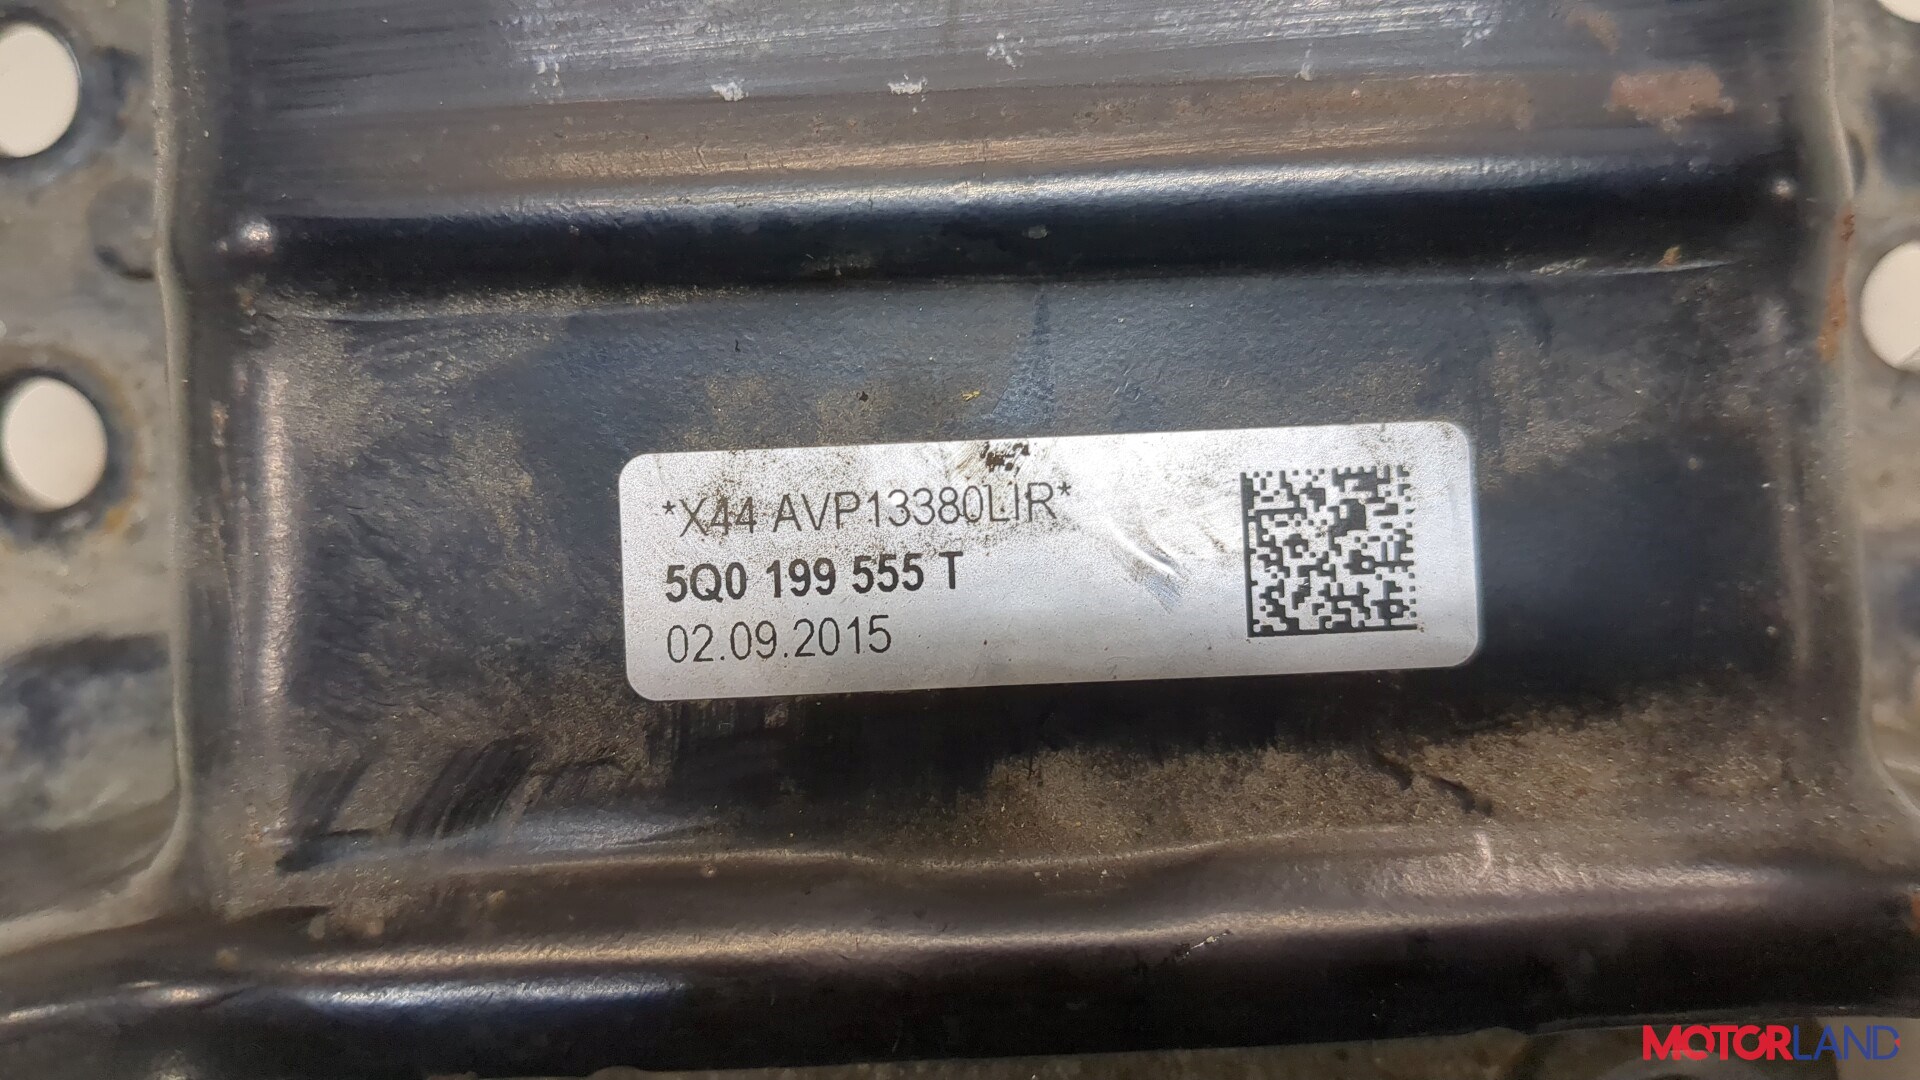 *X44 AVP13380LIR*
5Q0 199 555 T
02.09.2015
MOTORLAND